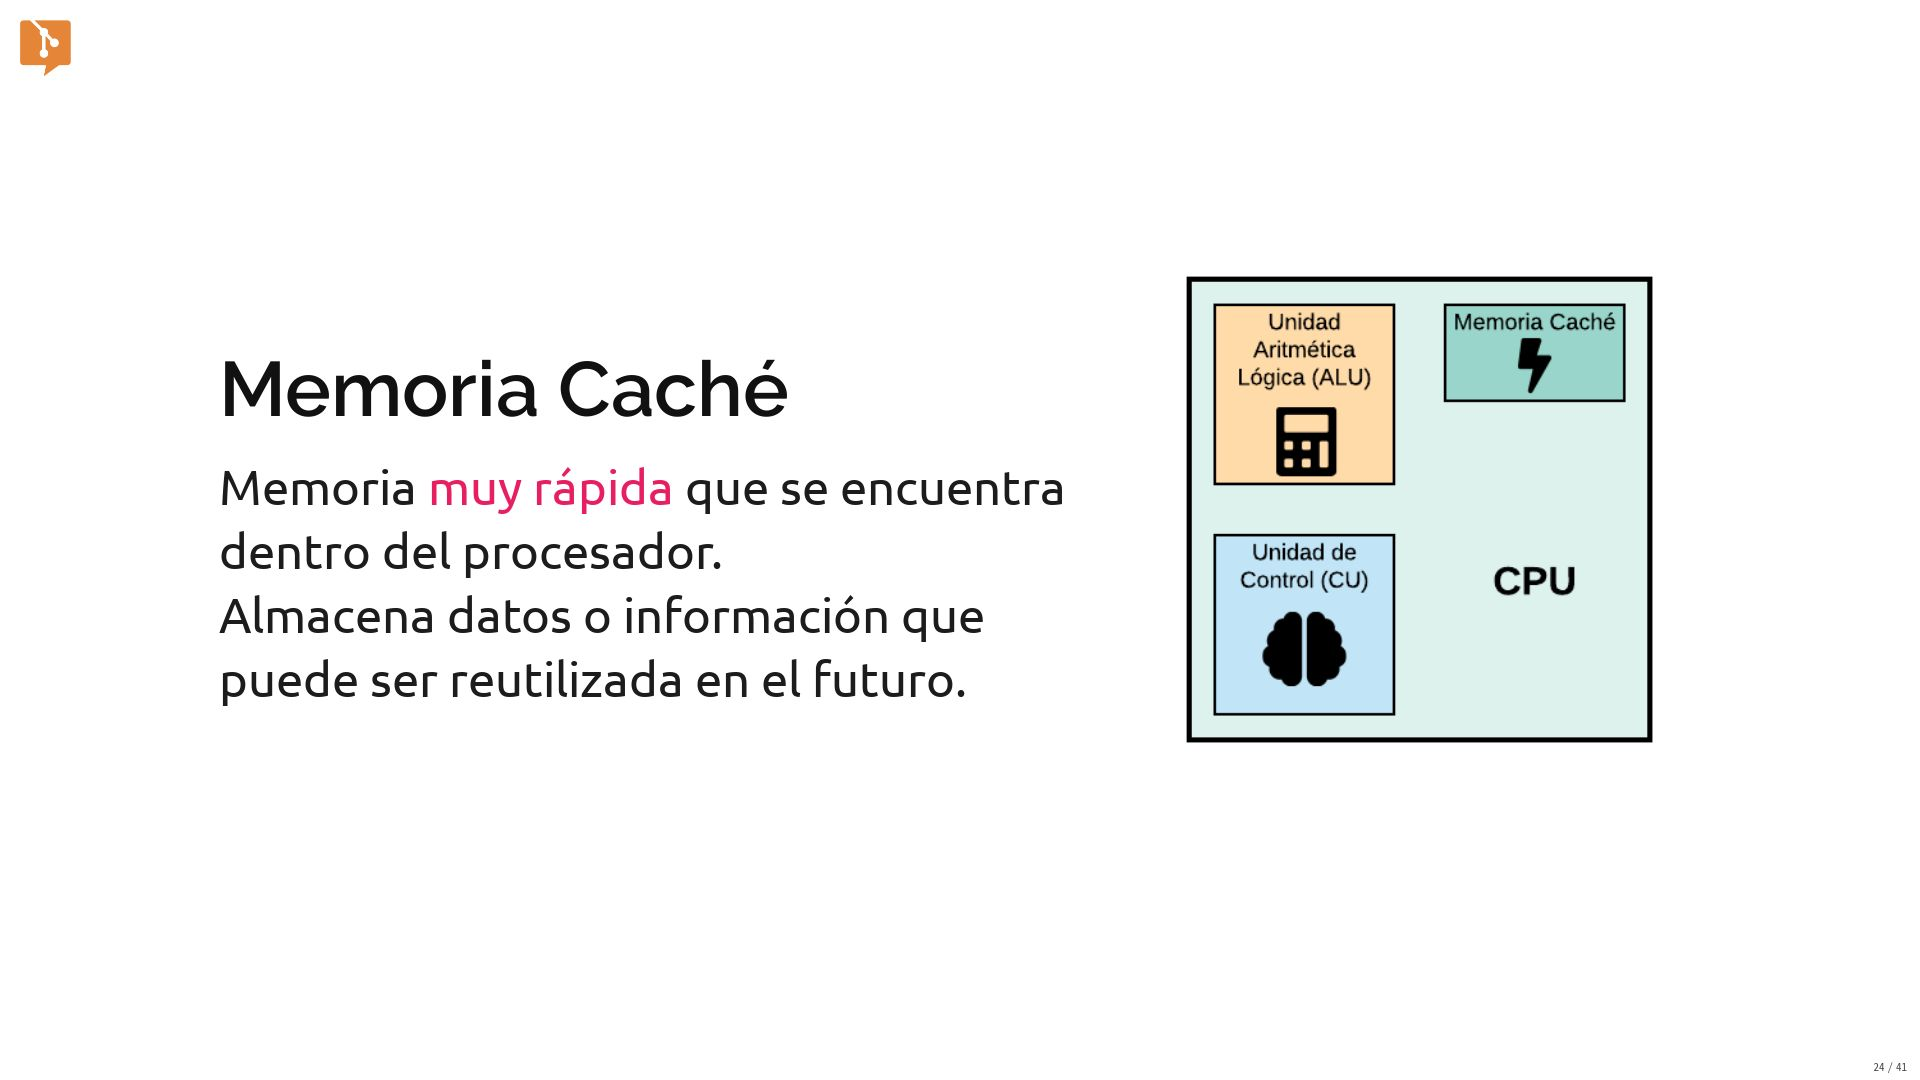 Memoria Caché
Memoria muy rápida que se encuentra
dentro del procesador.
Almacena datos o información que
puede ser reutilizada en el futuro.
Unidad
Aritmética
Lógica (ALU)
Memoria Caché
Unidad de
Control (CU)
CPU
24 / 41